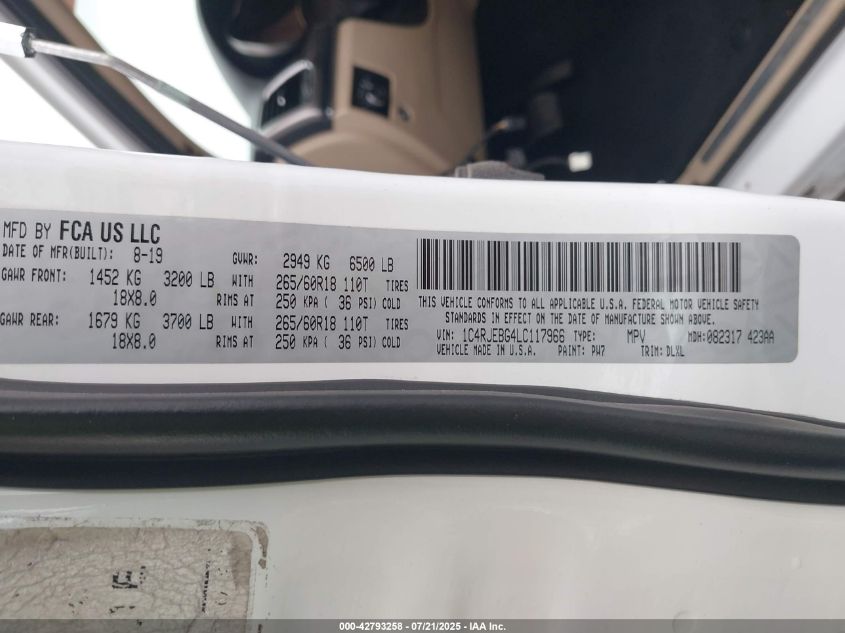 MFD BY FCA US LLC
DATE OF MFR(BUILT): 8-19 GVWR: 2949 KG 6500 LB
GAWR FRONT: 1452 KG 3200 LB WITH 265/60R18 110T TIRES
18X8.0 RIMS AT 250 KPA ( 36 PSI) COLD
GAWR REAR: 1679 KG 3700 LB WITH 265/60R18 110T TIRES
18X8.0 RIMS AT 250 KPA ( 36 PSI) COLD
THIS VEHICLE CONFORMS TO ALL APPLICABLE U.S.A. FEDERAL MOTOR VEHICLE SAFETY
STANDARDS IN EFFECT ON THE DATE OF MANUFACTURE SHOWN ABOVE.
VIN: 1C4RJEBG4LC117966 TYPE: MPV MDH:082317 423AA
VEHICLE MADE IN U.S.A. PAINT: PW7 TRIM: DLXL
000-42793258 - 07/21/2025 - IAA Inc.